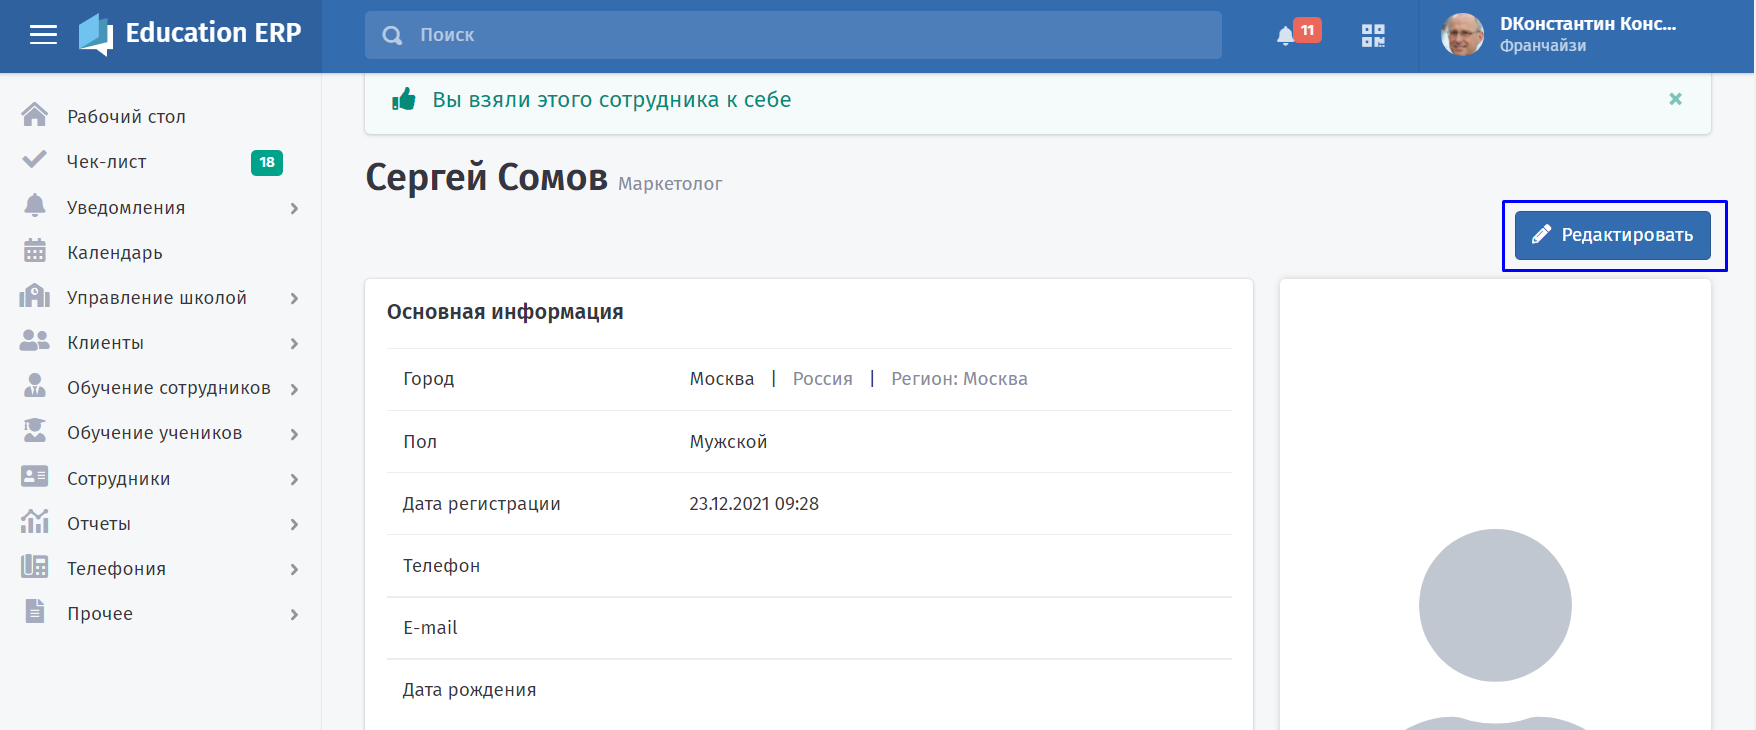 Education ERP
Поиск
11
DКонстантин Конс...
Франчайзи
Рабочий стол
Чек-лист
18
Уведомления
Календарь
Управление школой
Клиенты
Обучение сотрудников
Обучение учеников
Сотрудники
Отчеты
Телефония
Прочее
Вы взяли этого сотрудника к себе
Сергей Сомов Маркетолог
Редактировать
Основная информация
Город Москва | Россия | Регион: Москва
Пол Мужской
Дата регистрации 23.12.2021 09:28
Телефон
E-mail
Дата рождения